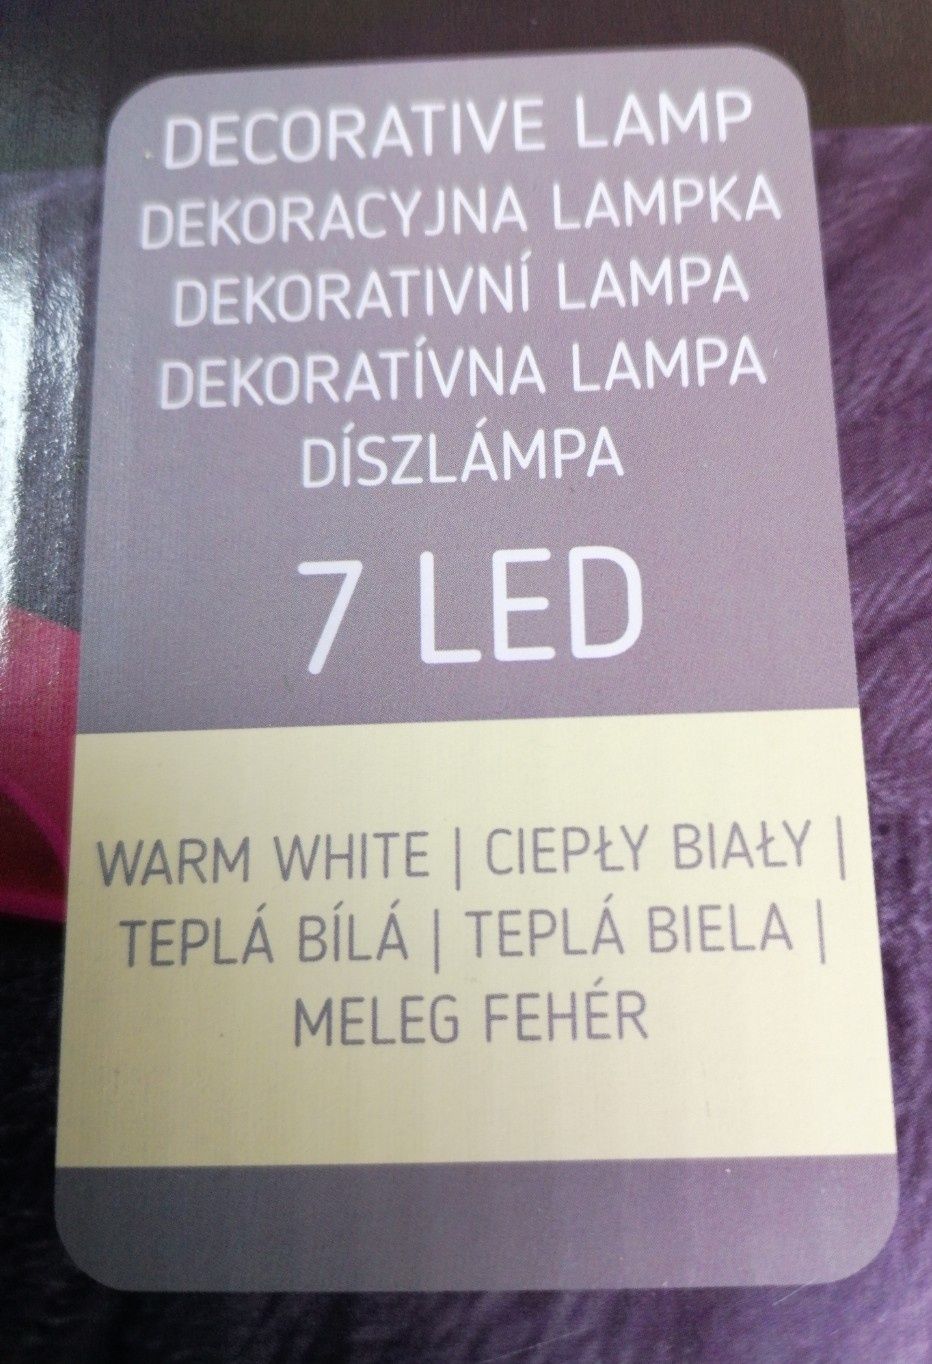 DECORATIVE LAMP
DEKORACYJNA LAMPKA
DEKORATIVNÍ LAMPA
DEKORATÍVNA LAMPA
DÍSZLÁMPA
7 LED
WARM WHITE | CIEPŁY BIAŁY |
TEPLÁ BÍLÁ | TEPLÁ BIELA |
MELEG FEHÉR